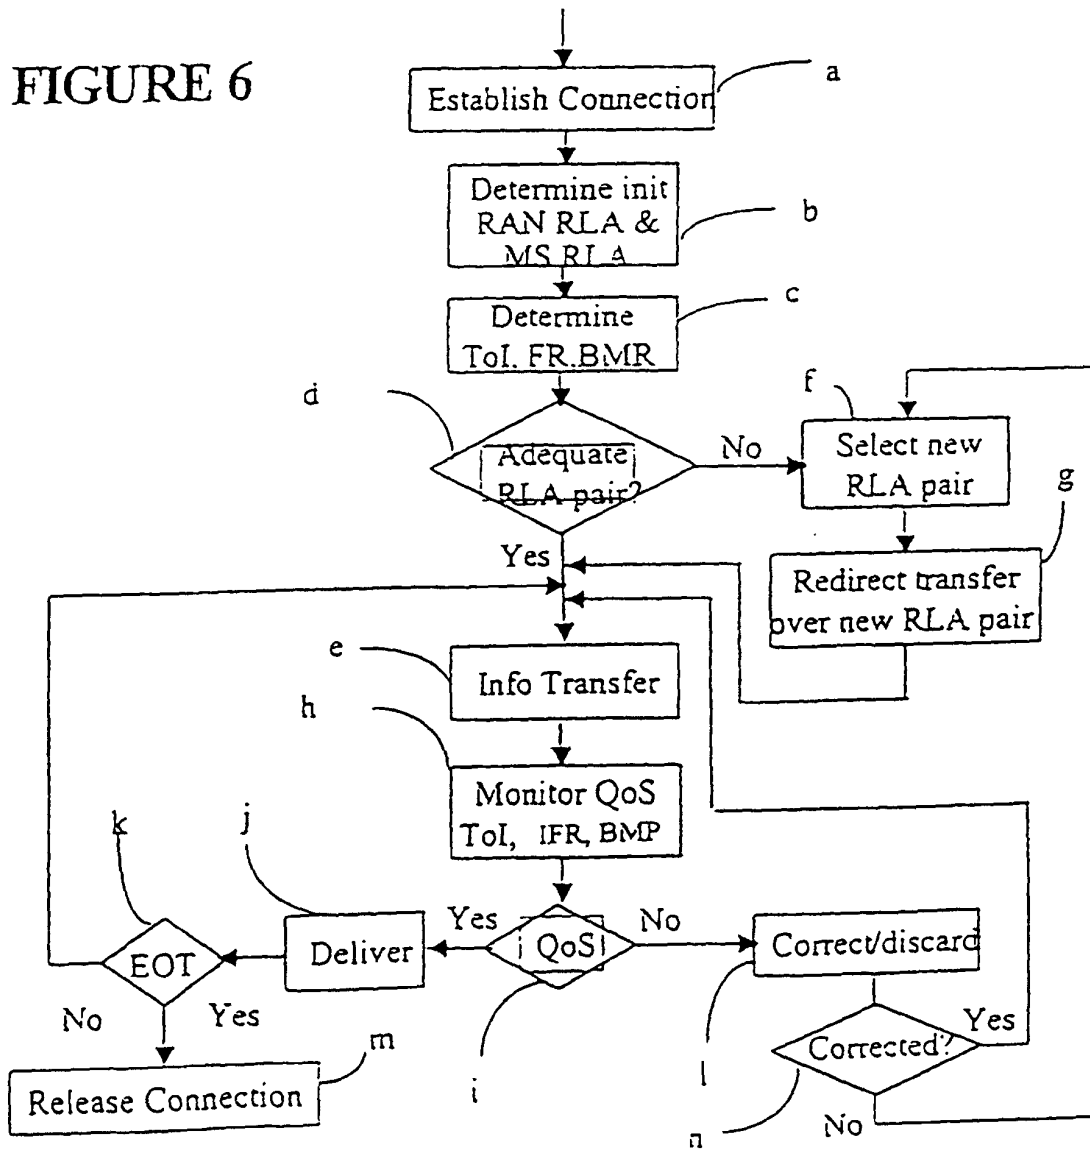 FIGURE 6
a
Establish Connection
Determine init
RAN RLA &
MS RLA
b
c
Determine
ToI, FR.BMR
d
f
Adequate
RLA pair?
No
Select new
RLA pair
g
Yes
Redirect transfer
over new RLA pair
e
Info Transfer
h
Monitor QoS
ToI, IFR, BMP
k
j
Yes
No
EOT
Deliver
QoS
Correct/discard
No
Yes
Yes
Corrected?
m
Release Connection
i
l
n
No